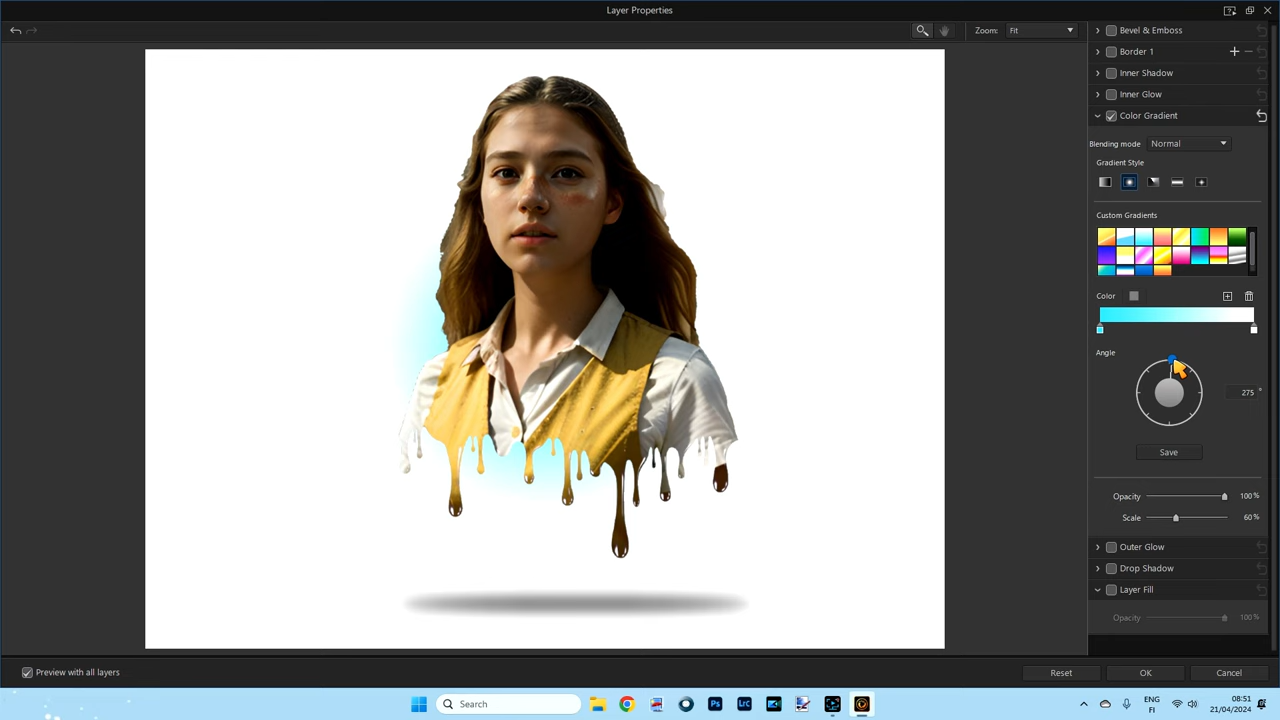 Layer Properties
Zoom: Fit
Bevel & Emboss
Border 1
Inner Shadow
Inner Glow
Color Gradient
Blending mode Normal
Gradient Style
Custom Gradients
Color
Angle
275 °
Save
Opacity 100%
Scale 60%
Outer Glow
Drop Shadow
Layer Fill
Opacity 100%
Preview with all layers
Reset OK Cancel
Search
Ps
LrC
ENG
FI
08:51
21/04/2024